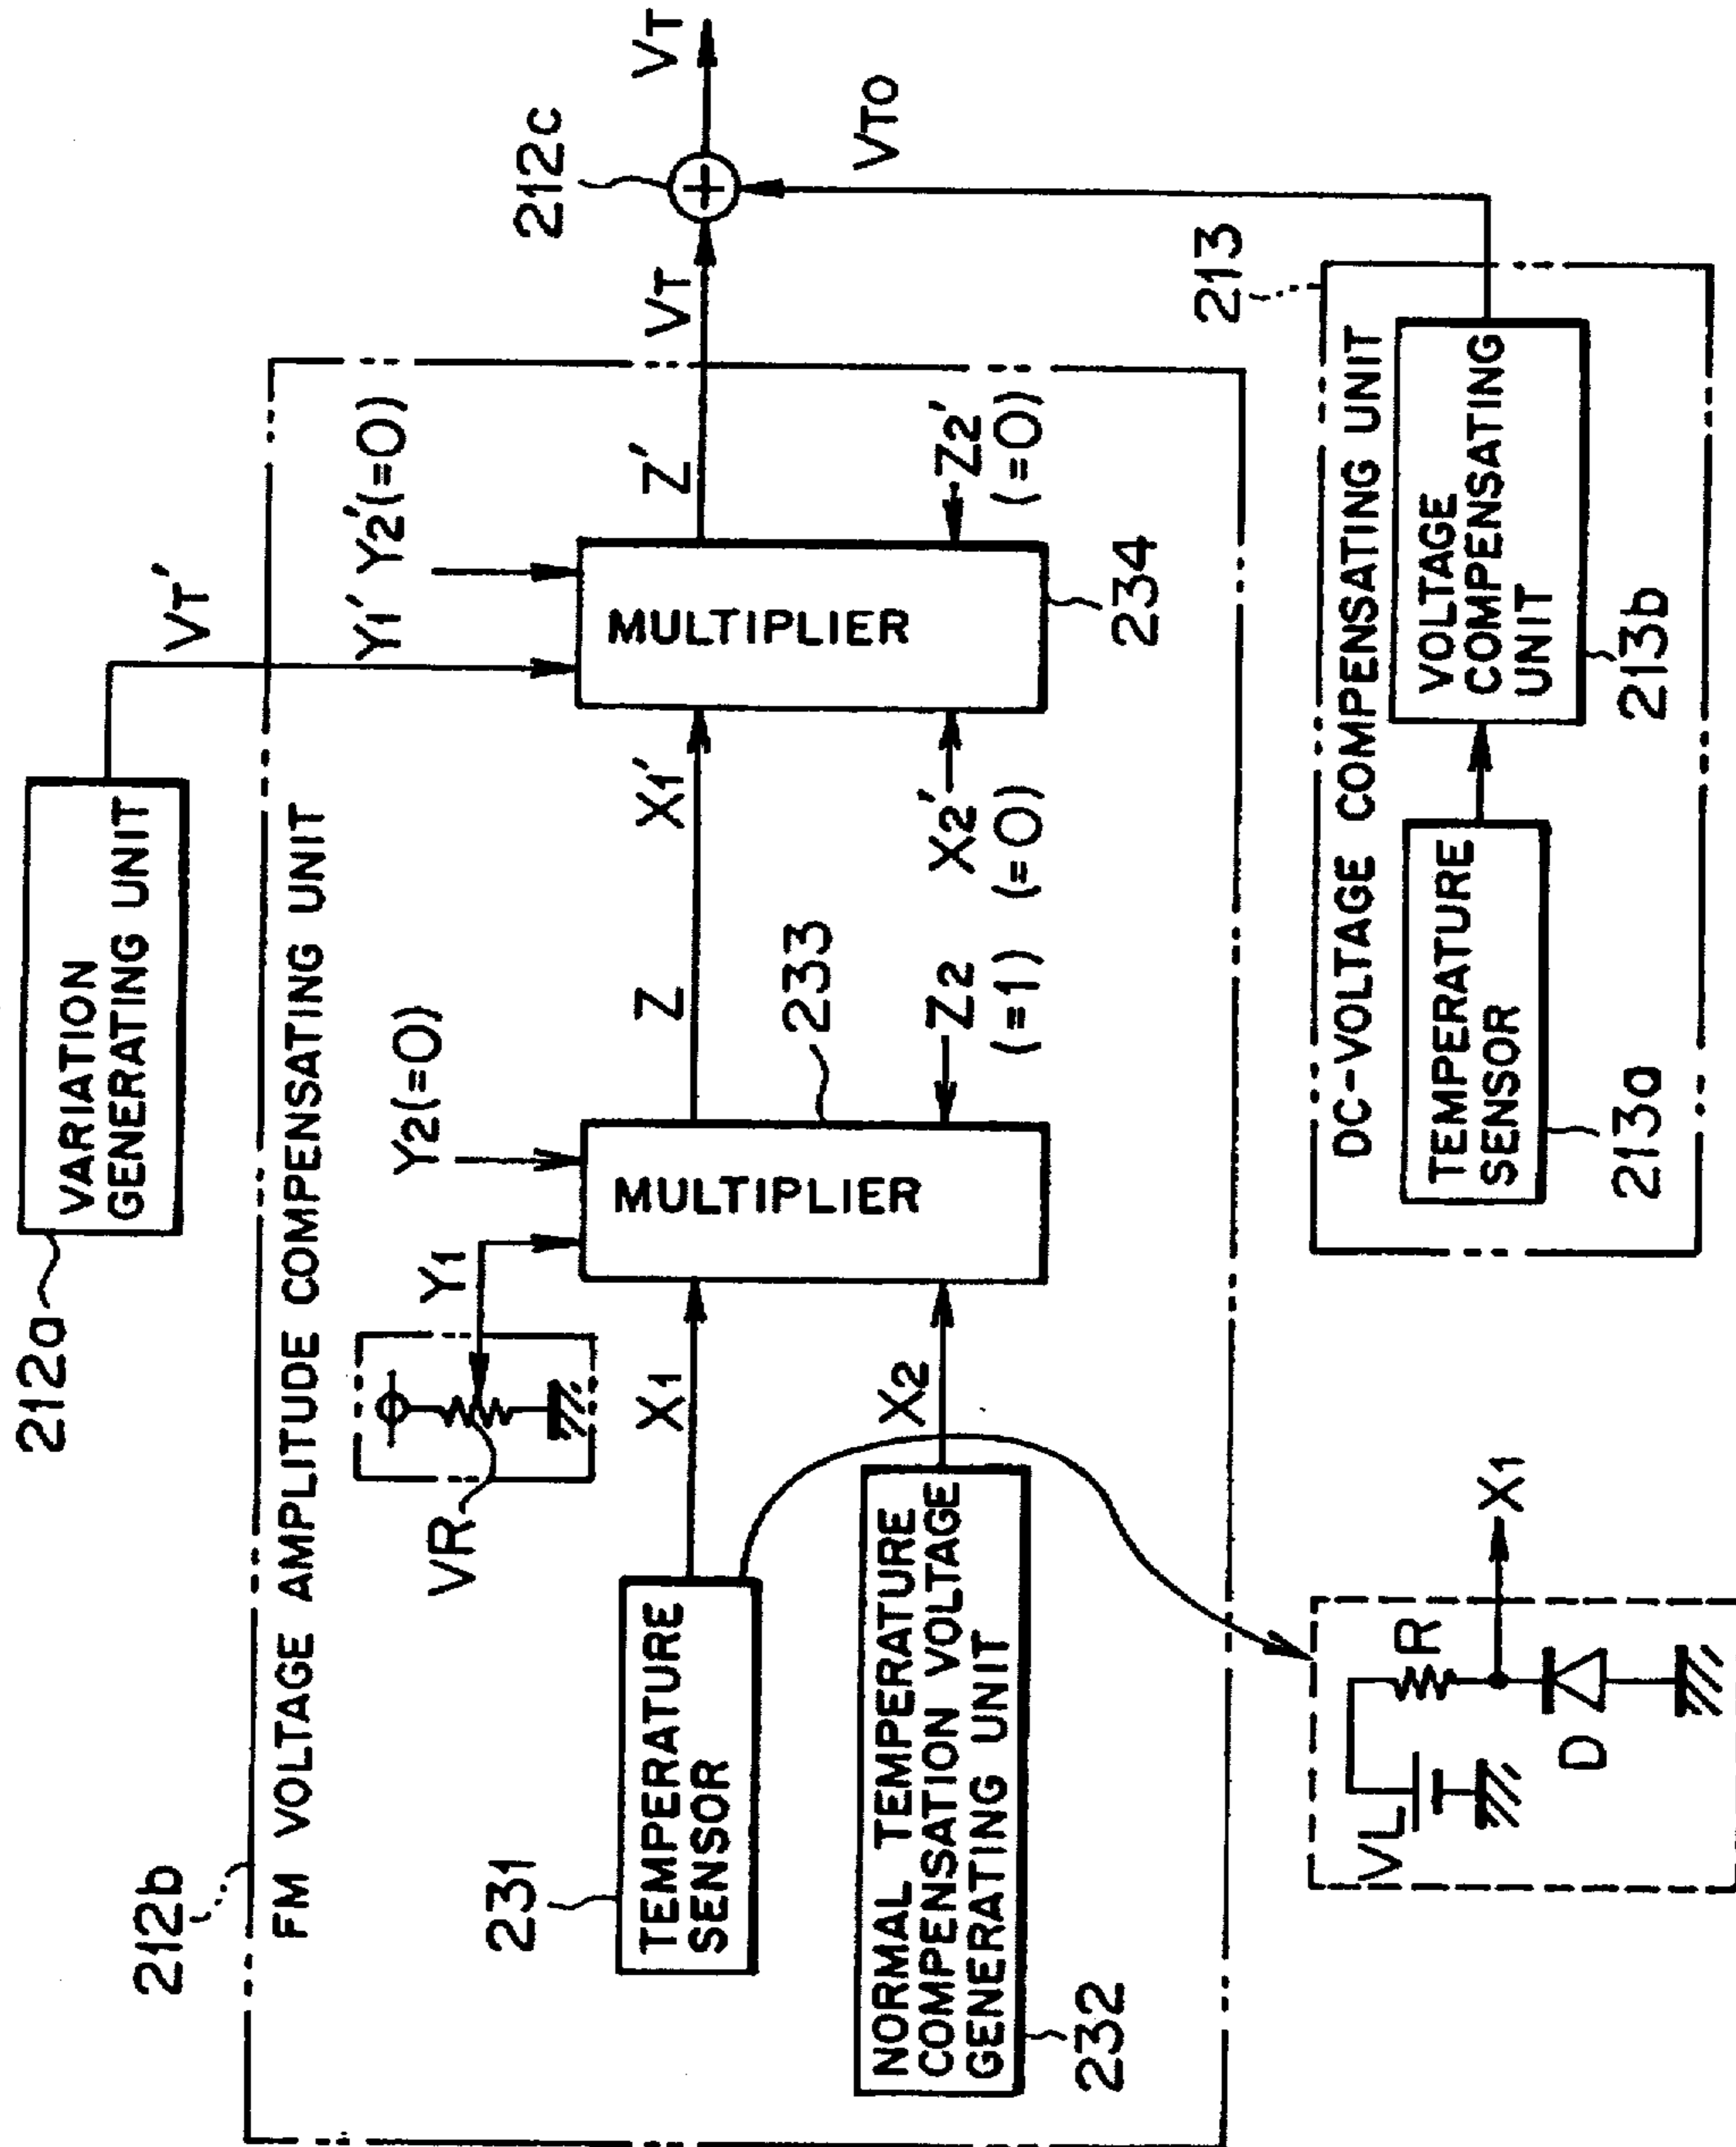 212a
VARIATION
GENERATING UNIT
VT'
212b
FM VOLTAGE AMPLITUDE COMPENSATING UNIT
VR
Y1
Y2(=0)
Y1'
Y2'(=0)
231
TEMPERATURE
SENSOR
X1
MULTIPLIER
Z
X1'
MULTIPLIER
Z'
VT
212c
+
VT
VTO
232
NORMAL TEMPERATURE
COMPENSATION VOLTAGE
GENERATING UNIT
X2
233
Z2
(=1)
X2'
(=0)
234
Z2'
(=0)
VL
R
D
X1
213
DC-VOLTAGE COMPENSATING UNIT
TEMPERATURE
SENSOR
213a
VOLTAGE
COMPENSATING
UNIT
213b